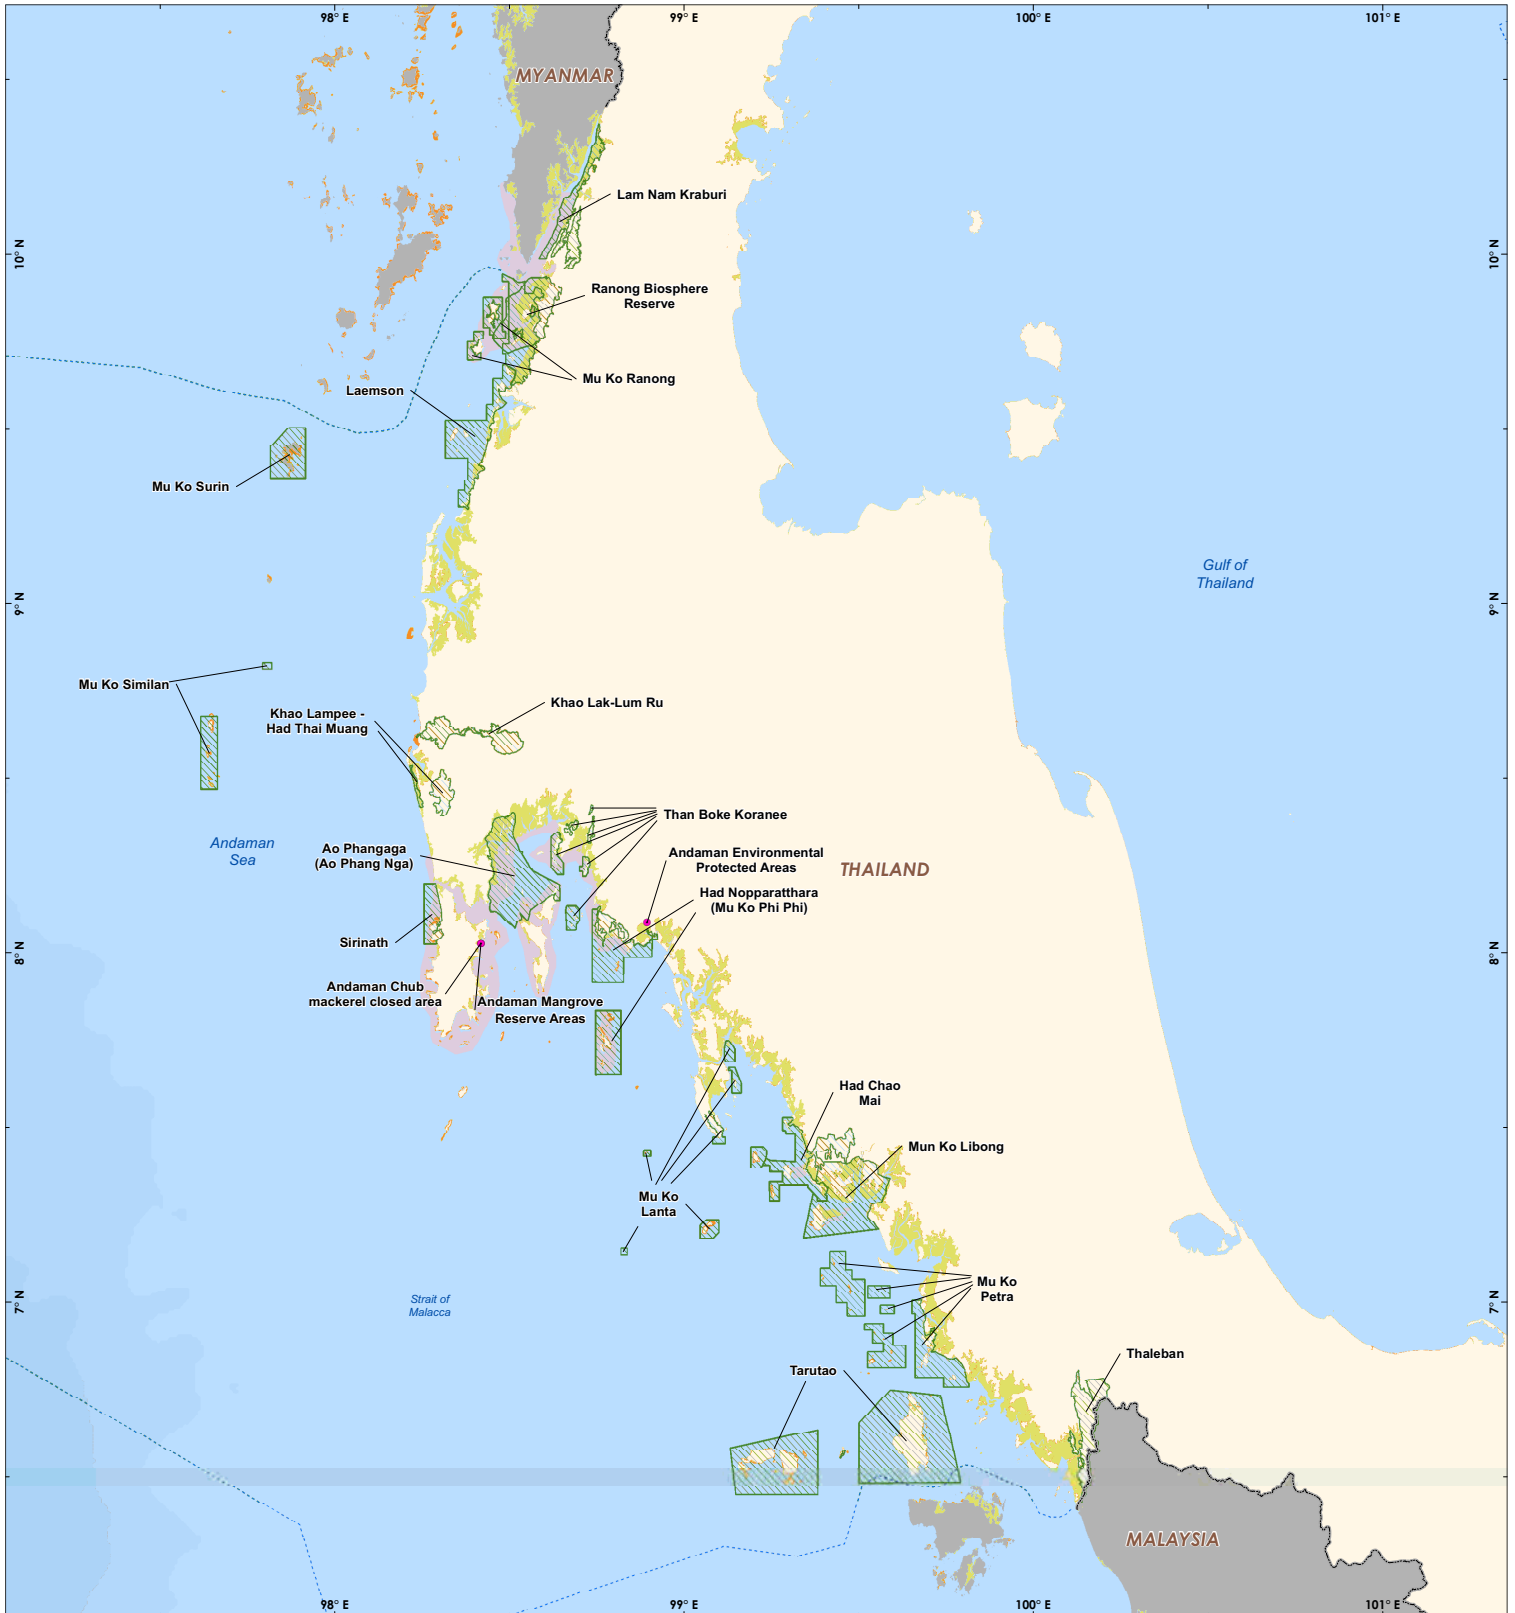 98° E
99° E
100° E
101° E
MYANMAR
Lam Nam Kraburi
10° N
10° N
Ranong Biosphere
Reserve
Mu Ko Ranong
Laemson
Mu Ko Surin
Gulf of
Thailand
9° N
9° N
Mu Ko Similan
Khao Lak-Lum Ru
Khao Lampee -
Had Thai Muang
Than Boke Koranee
Andaman
Sea
Ao Phangaga
(Ao Phang Nga)
Andaman Environmental
Protected Areas
THAILAND
Had Nopparatthara
(Mu Ko Phi Phi)
Sirinath
8° N
8° N
Andaman Chub
mackerel closed area
Andaman Mangrove
Reserve Areas
Had Chao
Mai
Mun Ko Libong
Mu Ko
Lanta
Mu Ko
Petra
7° N
7° N
Strait of
Malacca
Thaleban
Tarutao
MALAYSIA
98° E
99° E
100° E
101° E